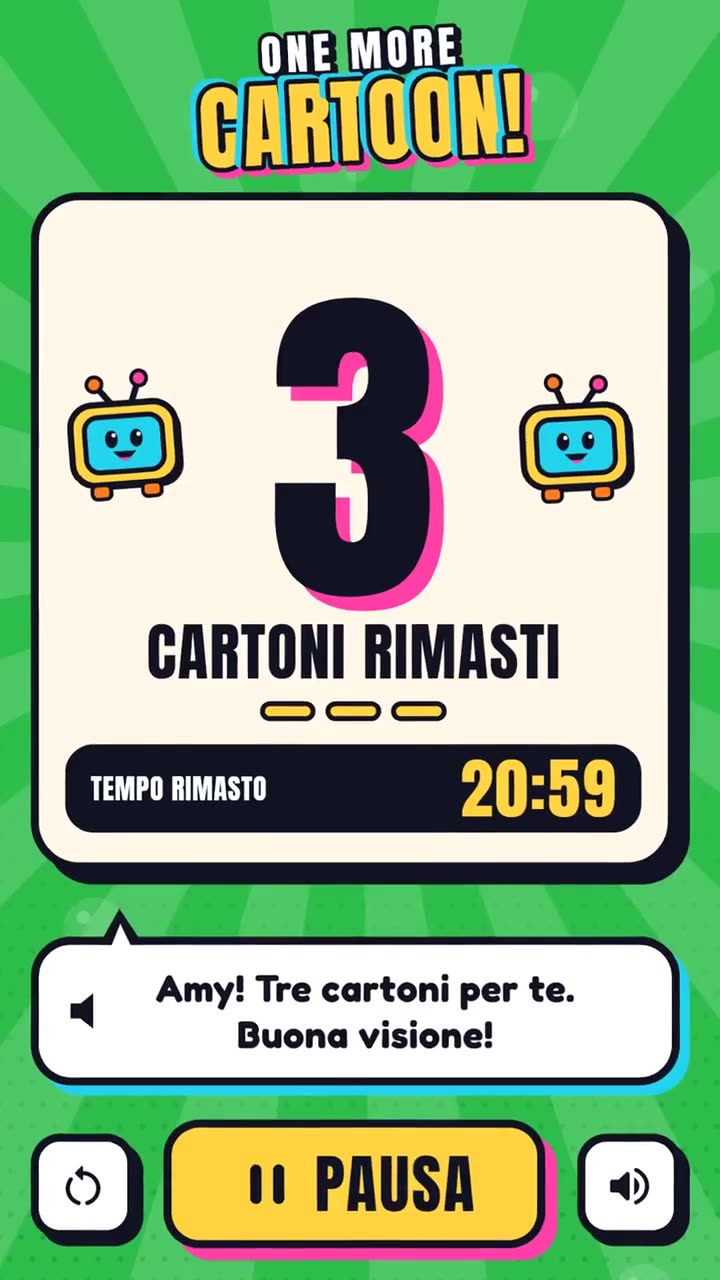 ONE MORE
CARTOON!
3
CARTONI RIMASTI
TEMPO RIMASTO
20:59
Amy! Tre cartoni per te.
Buona visione!
PAUSA